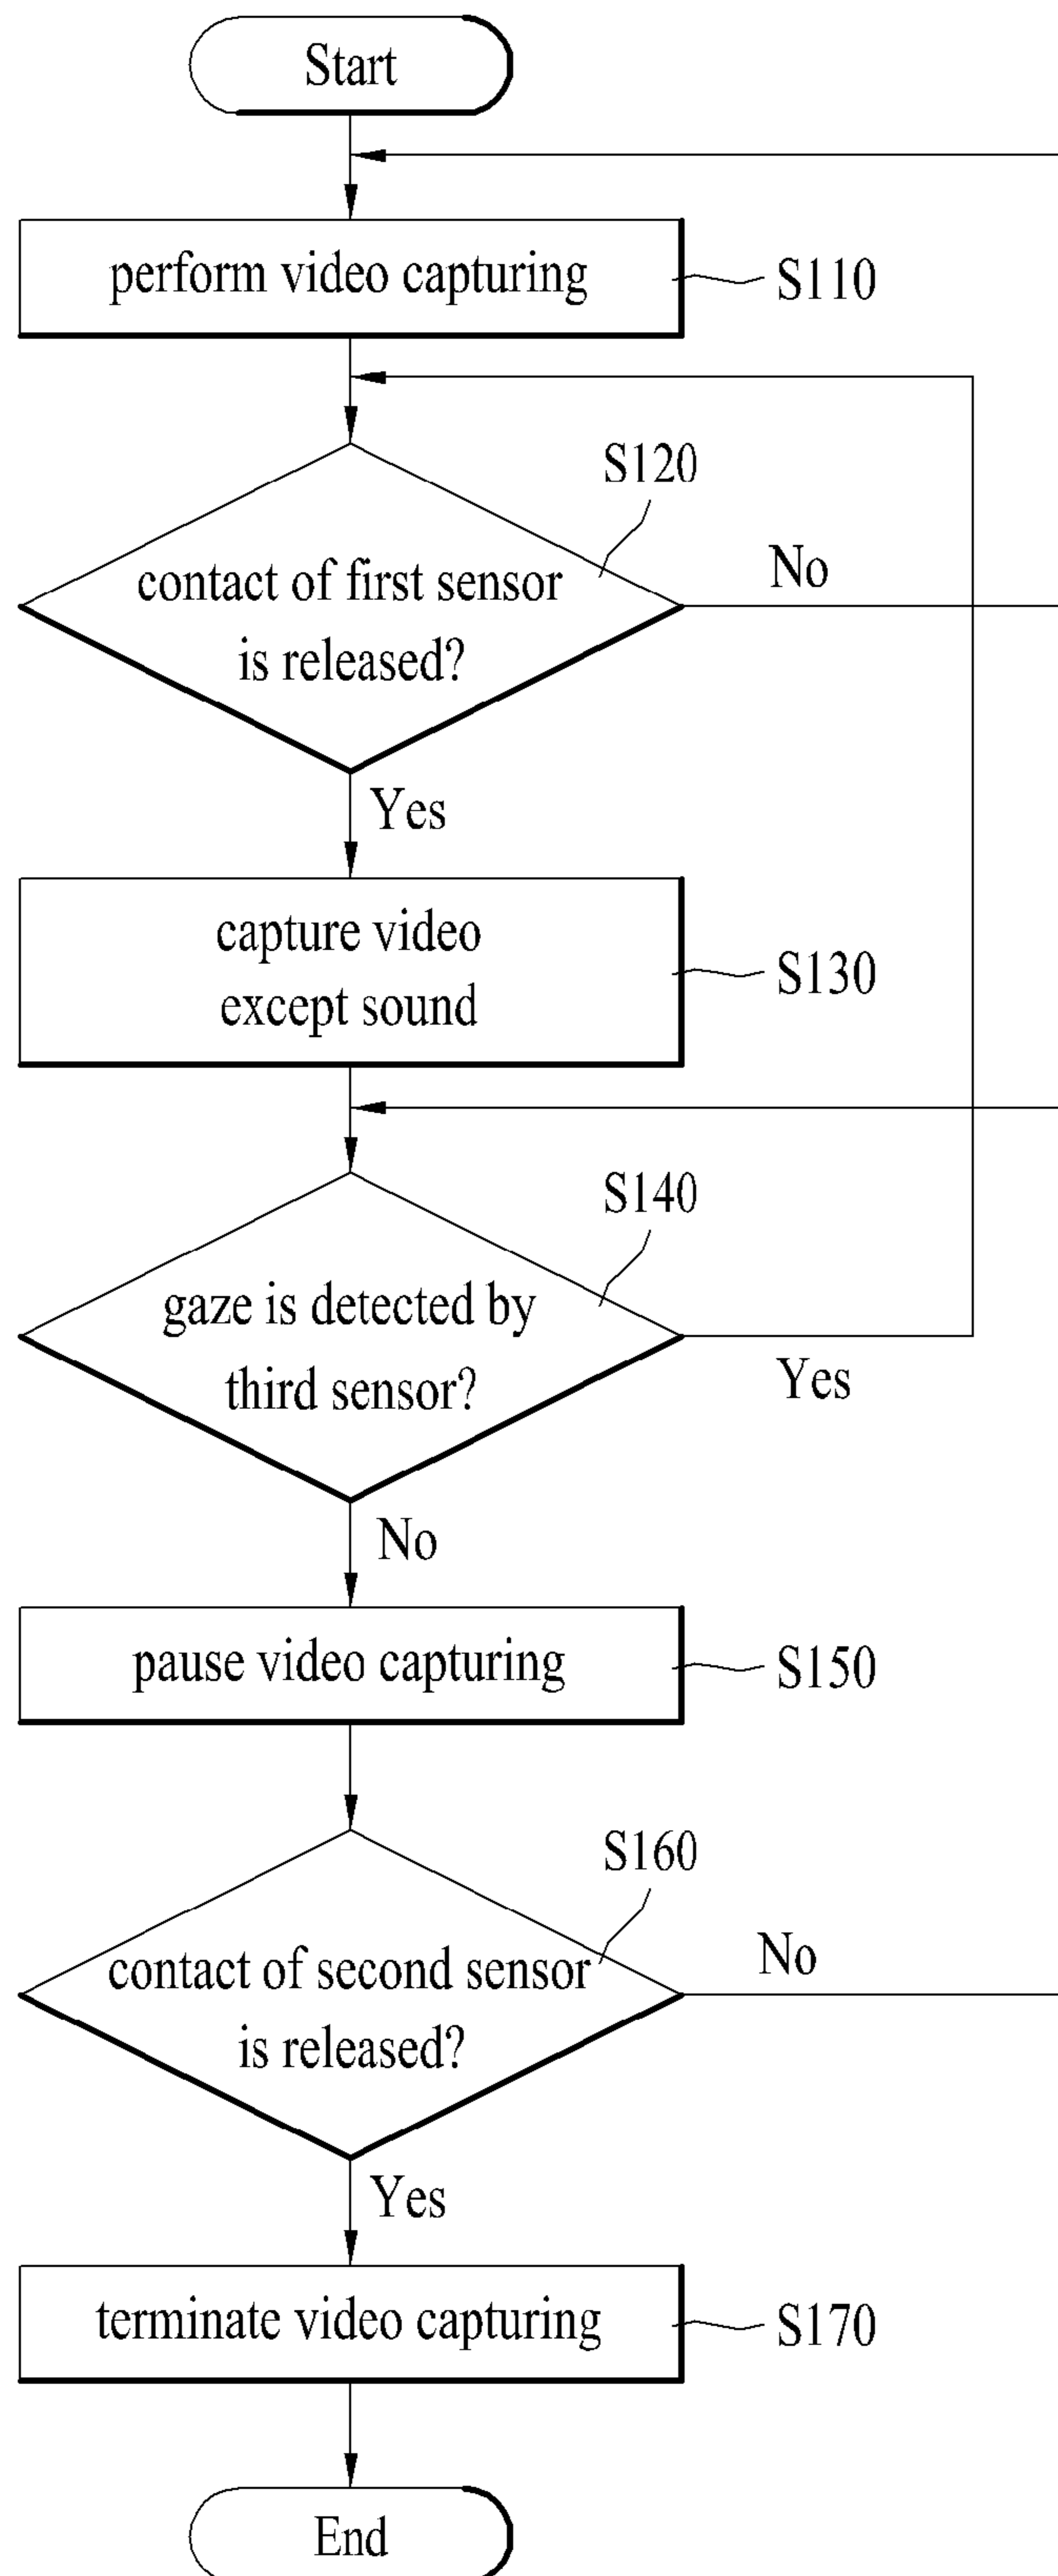 Start
perform video capturing
S110
S120
contact of first sensor
is released?
No
Yes
capture video
except sound
S130
S140
gaze is detected by
third sensor?
Yes
No
pause video capturing
S150
S160
contact of second sensor
is released?
No
Yes
terminate video capturing
S170
End